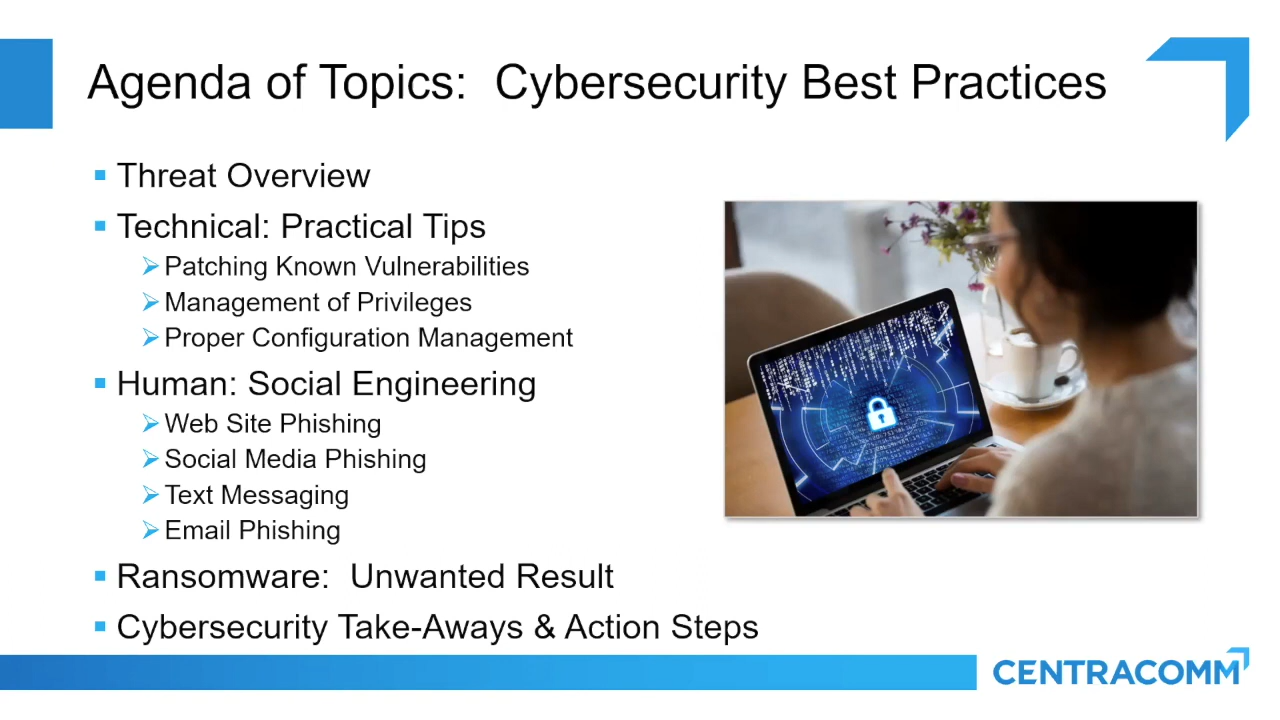 Agenda of Topics:  Cybersecurity Best Practices
Threat Overview
Technical: Practical Tips
Patching Known Vulnerabilities
Management of Privileges
Proper Configuration Management
Human: Social Engineering
Web Site Phishing
Social Media Phishing
Text Messaging
Email Phishing
Ransomware:  Unwanted Result
Cybersecurity Take-Aways & Action Steps
CENTRACOMM